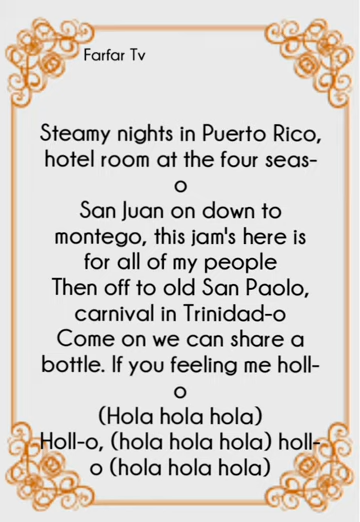 Farfar Tv
Steamy nights in Puerto Rico,
hotel room at the four seas-
o
San Juan on down to
montego, this jam's here is
for all of my people
Then off to old San Paolo,
carnival in Trinidad-o
Come on we can share a
bottle. If you feeling me holl-
o
(Hola hola hola)
Holl-o, (hola hola hola) holl-
o (hola hola hola)